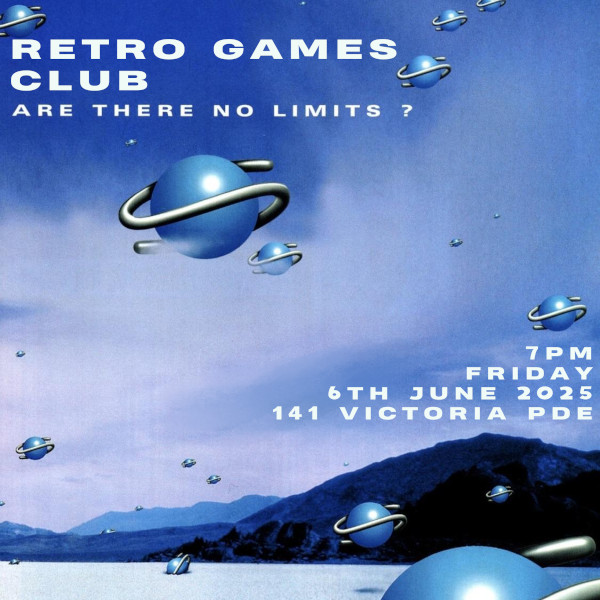 RETRO GAMES
CLUB
ARE THERE NO LIMITS ?
7PM
FRIDAY
6TH JUNE 2025
141 VICTORIA PDE